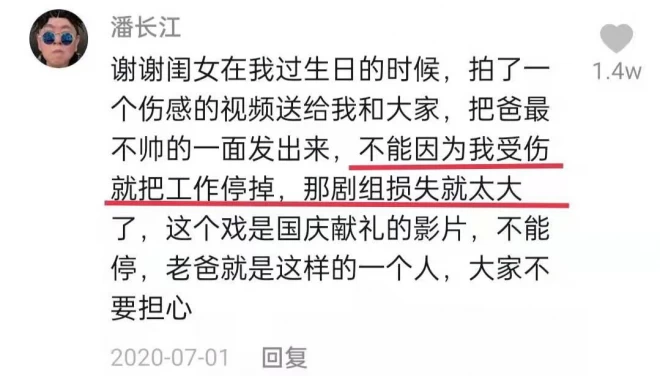 潘长江
谢谢闺女在我过生日的时候，拍了一
个伤感的视频送给我和大家，把爸最
不帅的一面发出来，不能因为我受伤
就把工作停掉，那剧组损失就太大
了，这个戏是国庆献礼的影片，不能
停，老爸就是这样的一个人，大家不
要担心
1.4w
2020-07-01 回复